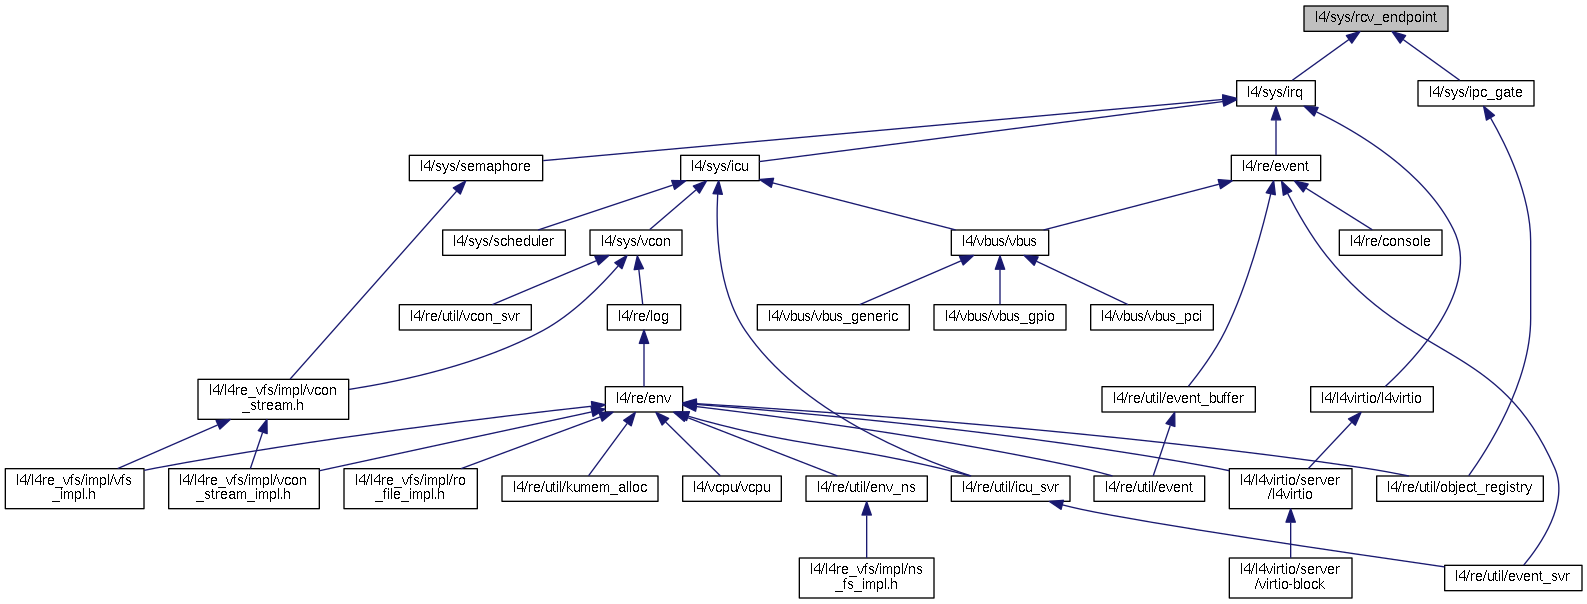 l4/sys/rcv_endpoint
l4/sys/irq
l4/sys/ipc_gate
l4/sys/semaphore
l4/sys/icu
l4/re/event
l4/sys/scheduler
l4/sys/vcon
l4/vbus/vbus
l4/re/console
l4/re/util/vcon_svr
l4/re/log
l4/vbus/vbus_generic
l4/vbus/vbus_gpio
l4/vbus/vbus_pci
l4/l4re_vfs/impl/vcon
_stream.h
l4/re/env
l4/re/util/event_buffer
l4/l4virtio/l4virtio
l4/l4re_vfs/impl/vfs
_impl.h
l4/l4re_vfs/impl/vcon
_stream_impl.h
l4/l4re_vfs/impl/ro
_file_impl.h
l4/re/util/kumem_alloc
l4/vcpu/vcpu
l4/re/util/env_ns
l4/re/util/icu_svr
l4/re/util/event
l4/l4virtio/server
/l4virtio
l4/re/util/object_registry
l4/l4re_vfs/impl/ns
_fs_impl.h
l4/l4virtio/server
/virtio-block
l4/re/util/event_svr